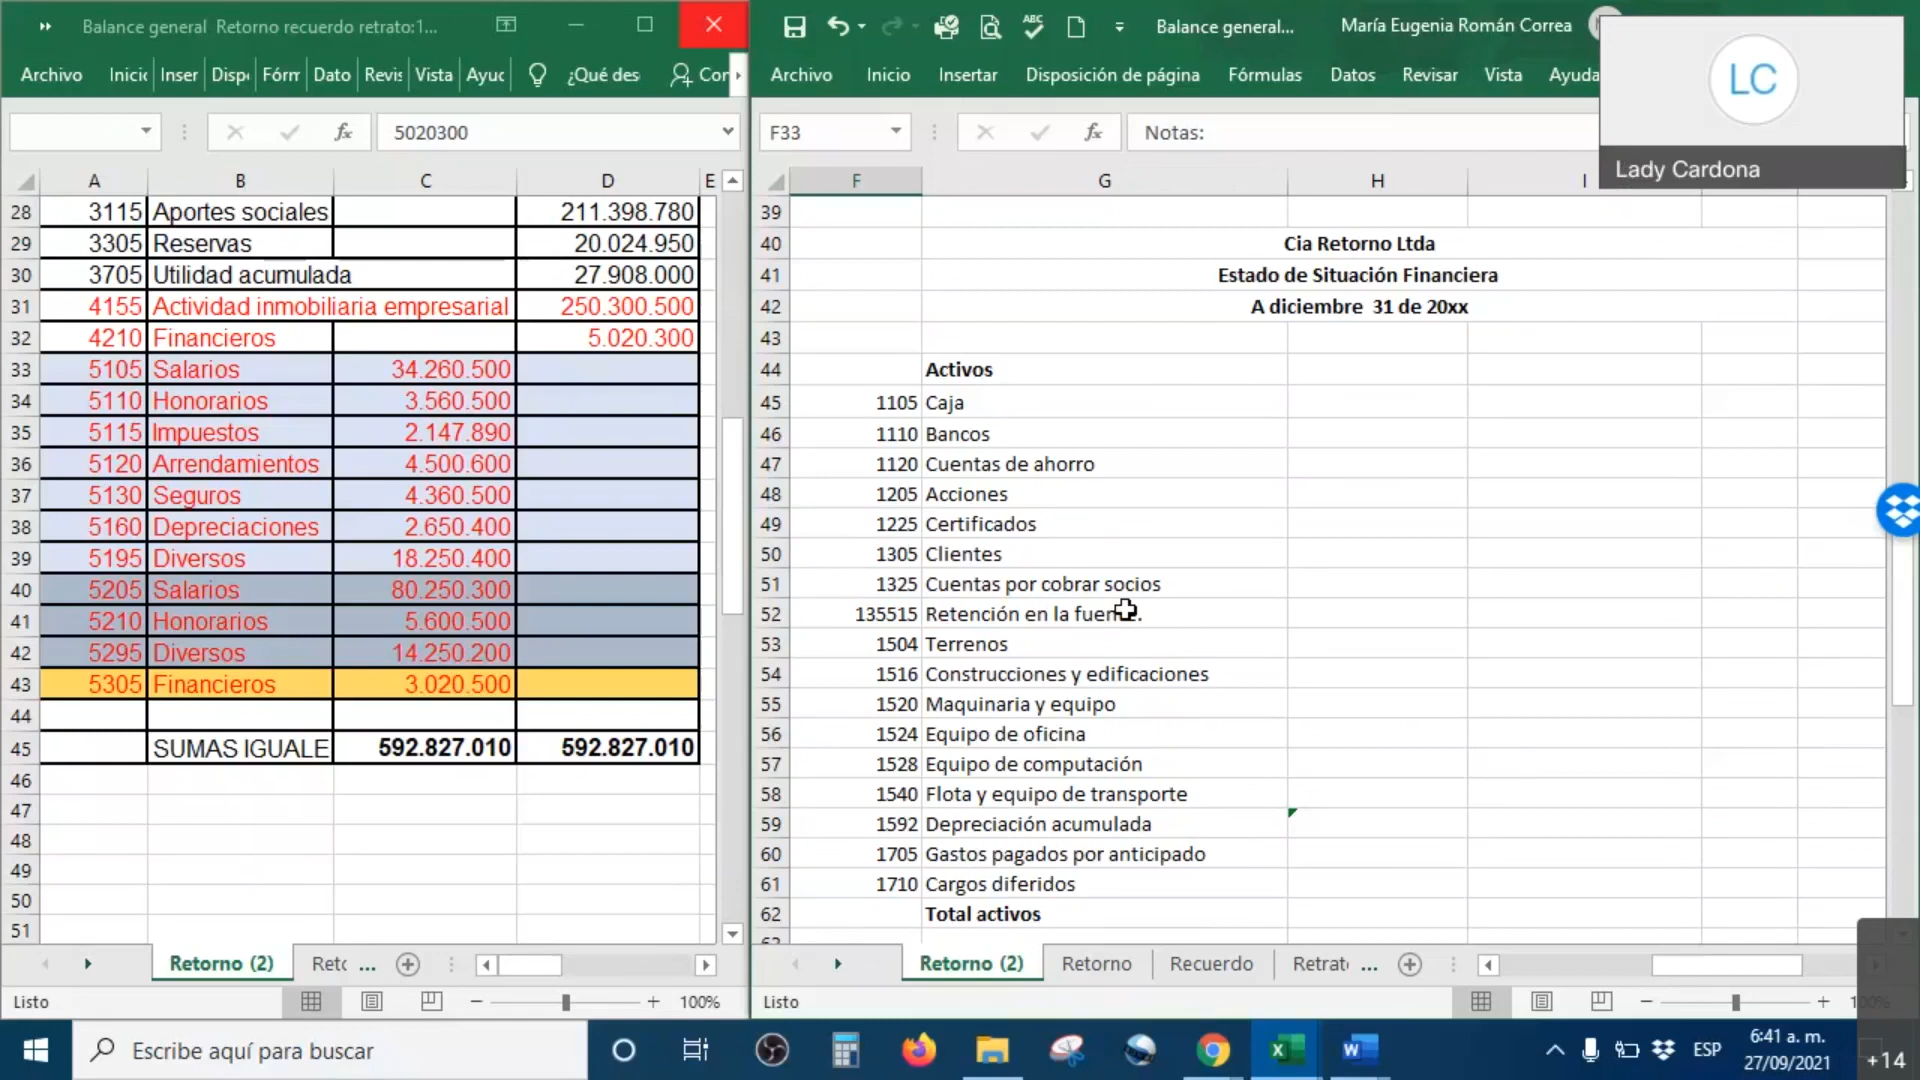 Balance general Retorno recuerdo retrato:1...
Archivo Inserr Dato Revis Vista ¿Qué des
5020300
A B C D E
28 3115 Aportes sociales 211.398.780
29 3305 Reservas 20.024.950
30 3705 Utilidad acumulada 27.908.000
31 4155 Actividad inmobiliaria empresarial 250.300.500
32 4210 Financieros 5.020.300
33 5105 Salarios 34.260.500
34 5110 Honorarios 3.560.500
35 5115 Impuestos 2.147.890
36 5120 Arrendamientos 4.500.600
37 5130 Seguros 4.360.500
38 5160 Depreciaciones 2.650.400
39 5195 Diversos 18.250.400
40 5205 Salarios 80.250.300
41 5210 Honorarios 5.600.500
42 5295 Diversos 14.250.200
43 5305 Financieros 3.020.500
44
45 SUMAS IGUALE 592.827.010 592.827.010
46
47
48
49
50
51
Retorno (2) Retc ...
Listo 100%
Balance general... María Eugenia Román Correa
Archivo Inicio Insertar Disposición de página Fórmulas Datos Revisar Vista Ayuda
F33 Notas:
LC
Lady Cardona
F G H I
39
40 Cia Retorno Ltda
41 Estado de Situación Financiera
42 A diciembre 31 de 20xx
43
44 Activos
45 1105 Caja
46 1110 Bancos
47 1120 Cuentas de ahorro
48 1205 Acciones
49 1225 Certificados
50 1305 Clientes
51 1325 Cuentas por cobrar socios
52 135515 Retención en la
53 1504 Terrenos
54 1516 Construcciones y edificaciones
55 1520 Maquinaria y equipo
56 1524 Equipo de oficina
57 1528 Equipo de computación
58 1540 Flota y equipo de transporte
59 1592 Depreciación acumulada
60 1705 Gastos pagados por anticipado
61 1710 Cargos diferidos
62 Total activos
Retorno (2) Retorno Recuerdo Retrat ...
Listo
Escribe aquí para buscar
ESP
6:41 a. m.
27/09/2021
+14